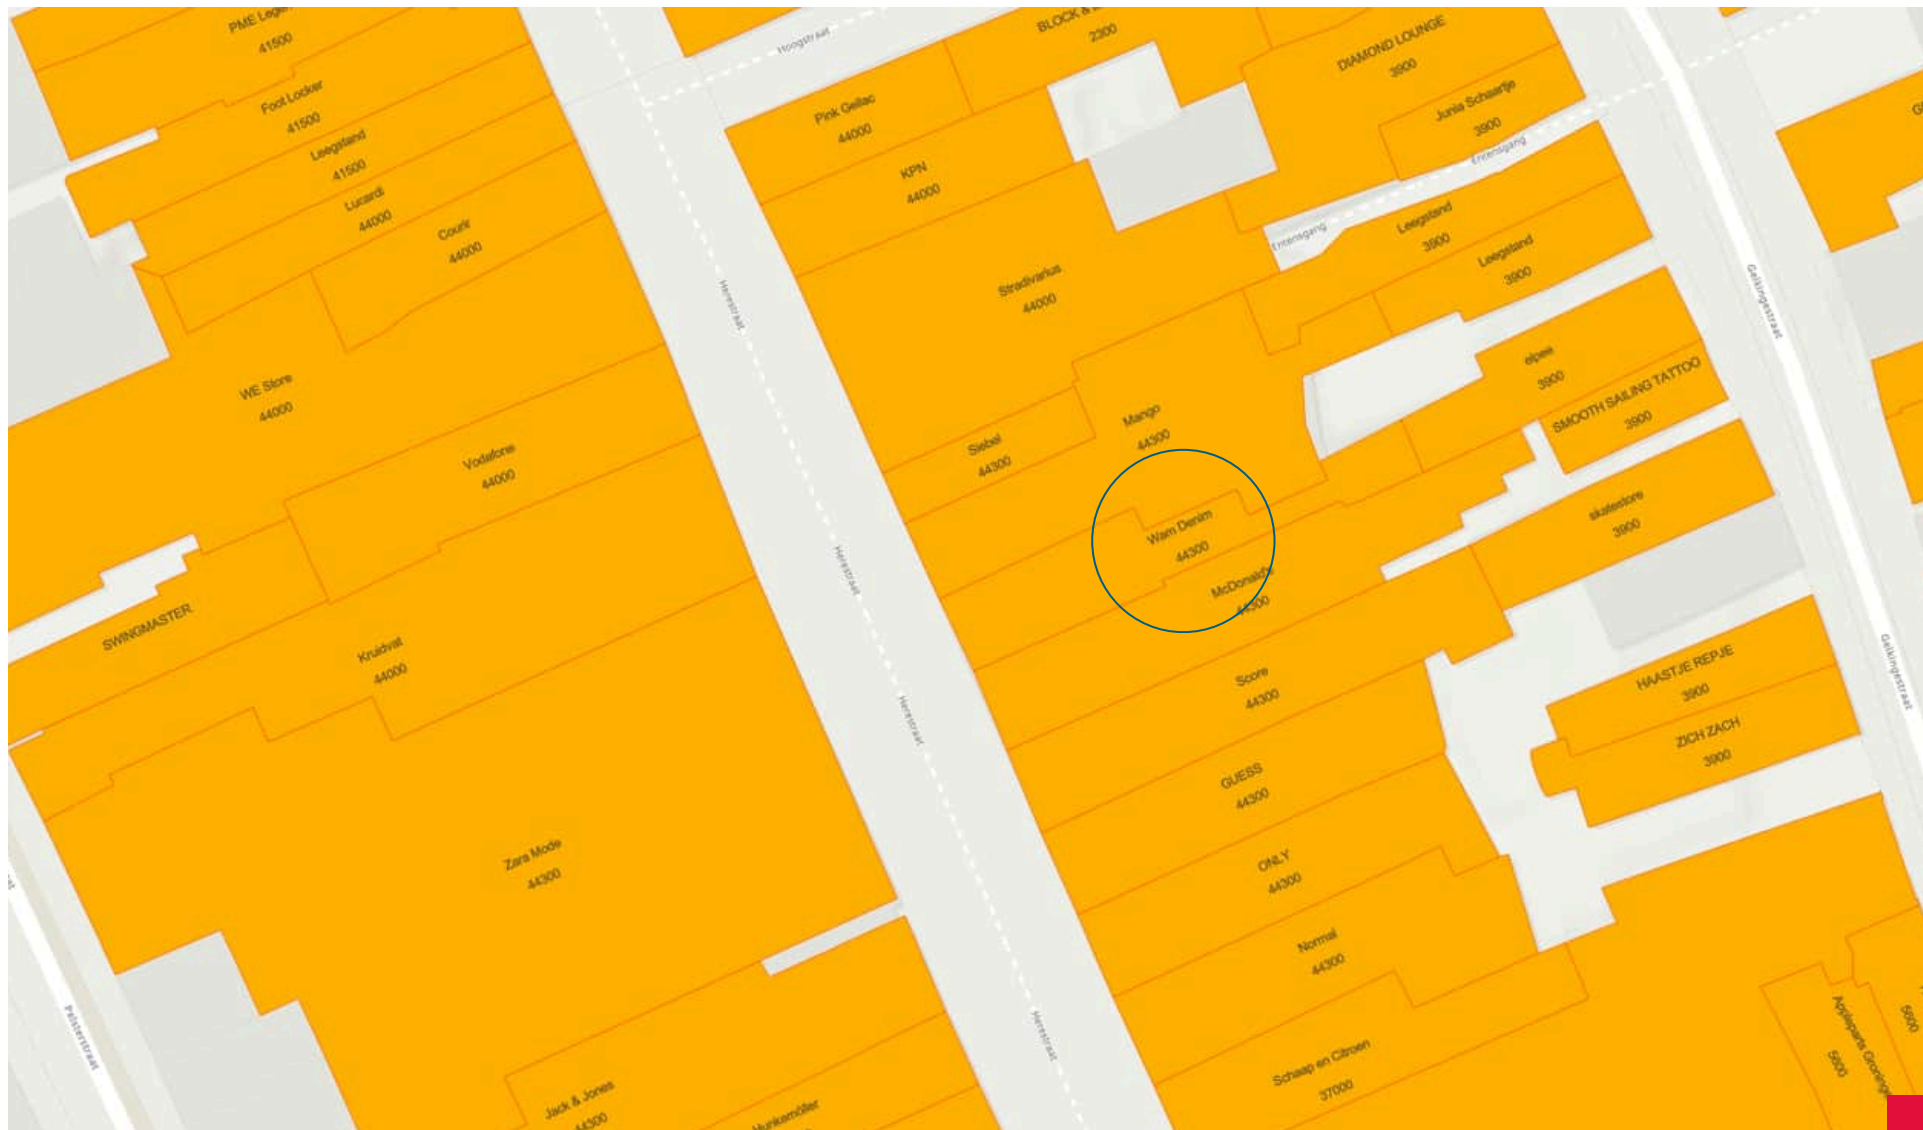 PME Legen
41500
Foot Locker
41500
Leegstand
41500
Lucardi
44000
Courir
44000
WE Store
44000
Vodafone
44000
SWINGMASTER
Kruidvat
44000
Zara Mode
44300
Jack & Jones
44300
Hunkemöller
Pelsterstraat
Hoogstraat
Herestraat
Herestraat
Herestraat
Herestraat
BLOCK &
2300
Pink Gellac
44000
KPN
44000
Stradivarius
44000
Siebel
44300
Mango
44300
Wam Denim
44300
McDonald's
44300
Score
44300
GUESS
44300
ONLY
44300
Normal
44300
Schaap en Citroen
37000
DIAMOND LOUNGE
3900
Junia Schaartje
3900
Entensgang
Entensgang
Leegstand
3900
Leegstand
3900
elpee
3900
SMOOTH SAILING TATTOO
3900
skatestore
3900
HAASTJE REPJE
3900
ZICH ZACH
3900
Gelkingestraat
Gelkingestraat
5600
5600